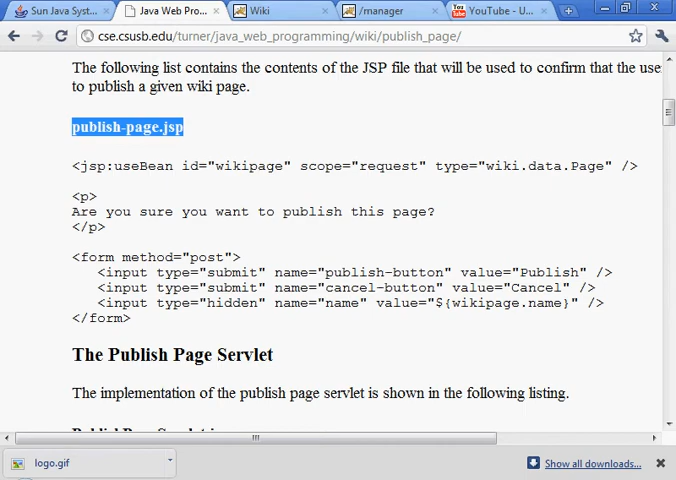 Sun Java Syst
Java Web Pro...
Wiki
/manager
YouTube - U...
cse.csusb.edu/turner/java_web_programming/wiki/publish_page/
The following list contains the contents of the JSP file that will be used to confirm that the use
to publish a given wiki page.
publish-page.jsp
<jsp:useBean id="wikipage" scope="request" type="wiki.data.Page" />
<p>
Are you sure you want to publish this page?
</p>
<form method="post">
<input type="submit" name="publish-button" value="Publish" />
<input type="submit" name="cancel-button" value="Cancel" />
<input type="hidden" name="name" value="${wikipage.name}" />
</form>
The Publish Page Servlet
The implementation of the publish page servlet is shown in the following listing.
logo.gif
Show all downloads...